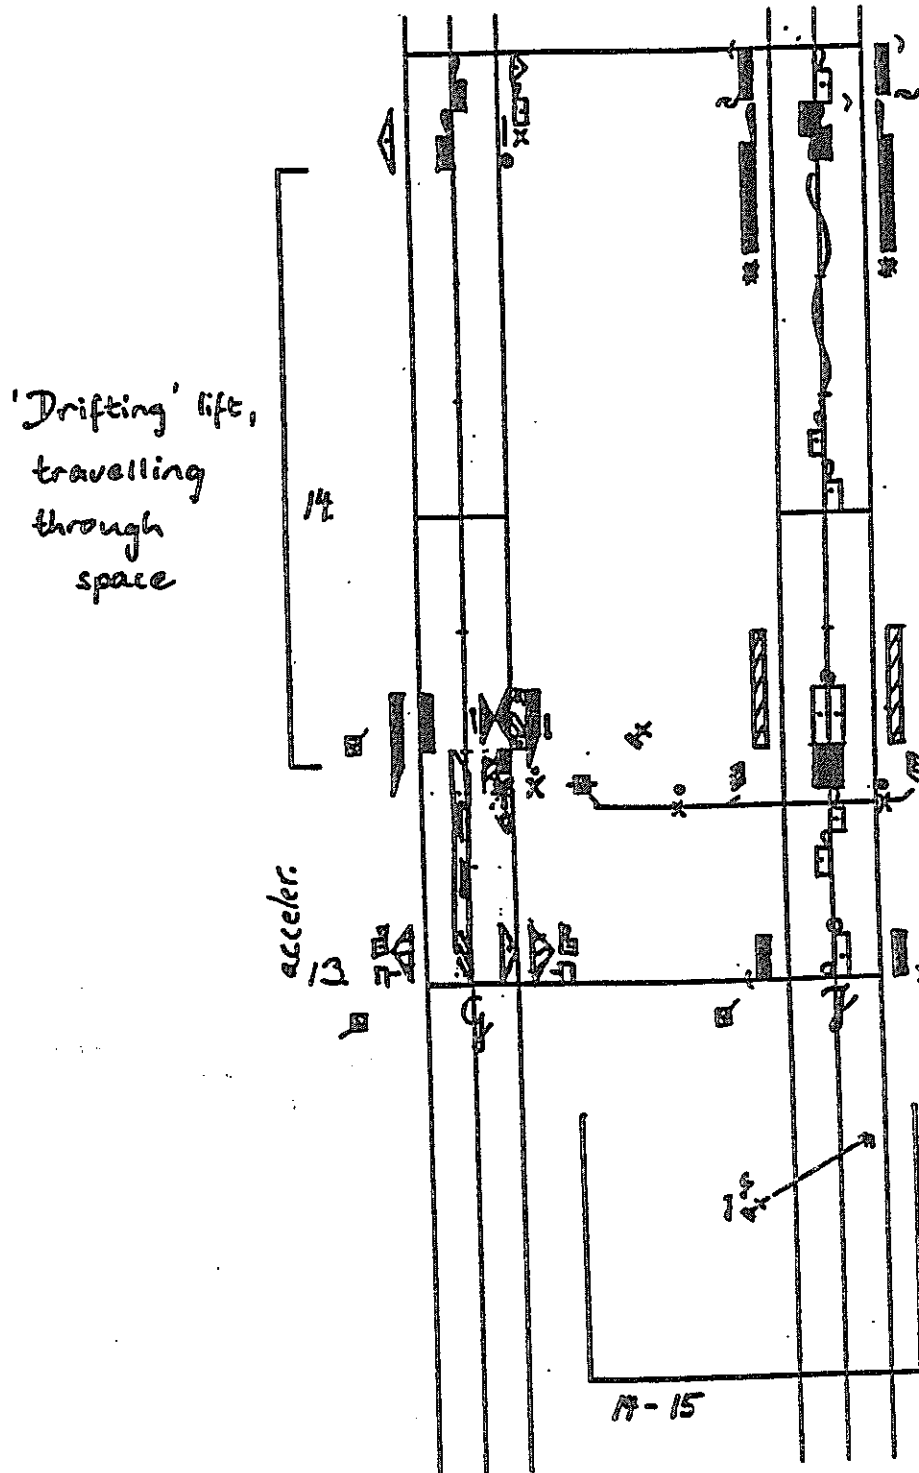 'Drifting' lift,
travelling
through
space
14
acceler.
13
14-15